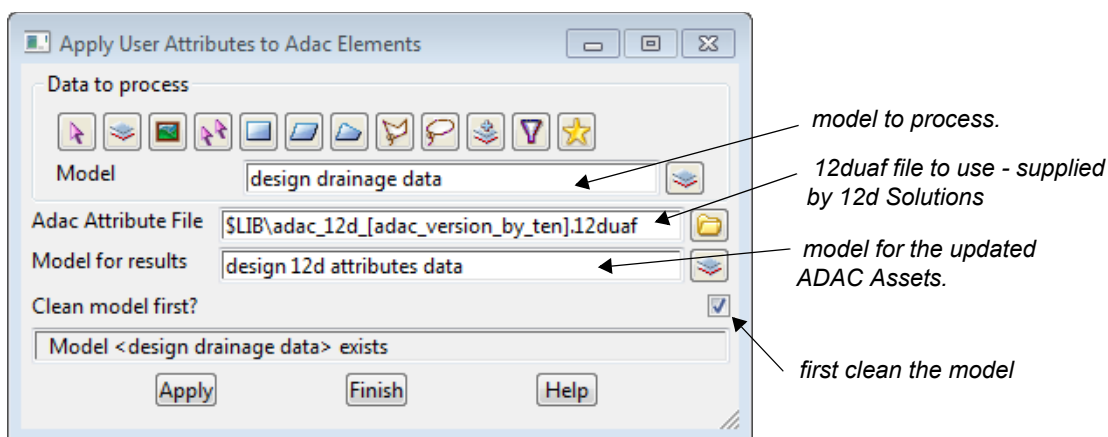 Apply User Attributes to Adac Elements
Data to process
Model
design drainage data
Adac Attribute File
$LIB\adac_12d_[adac_version_by_ten].12duaf
Model for results
design 12d attributes data
Clean model first?
Model <design drainage data> exists
Apply
Finish
Help
model to process.
12duaf file to use - supplied
by 12d Solutions
model for the updated
ADAC Assets.
first clean the model